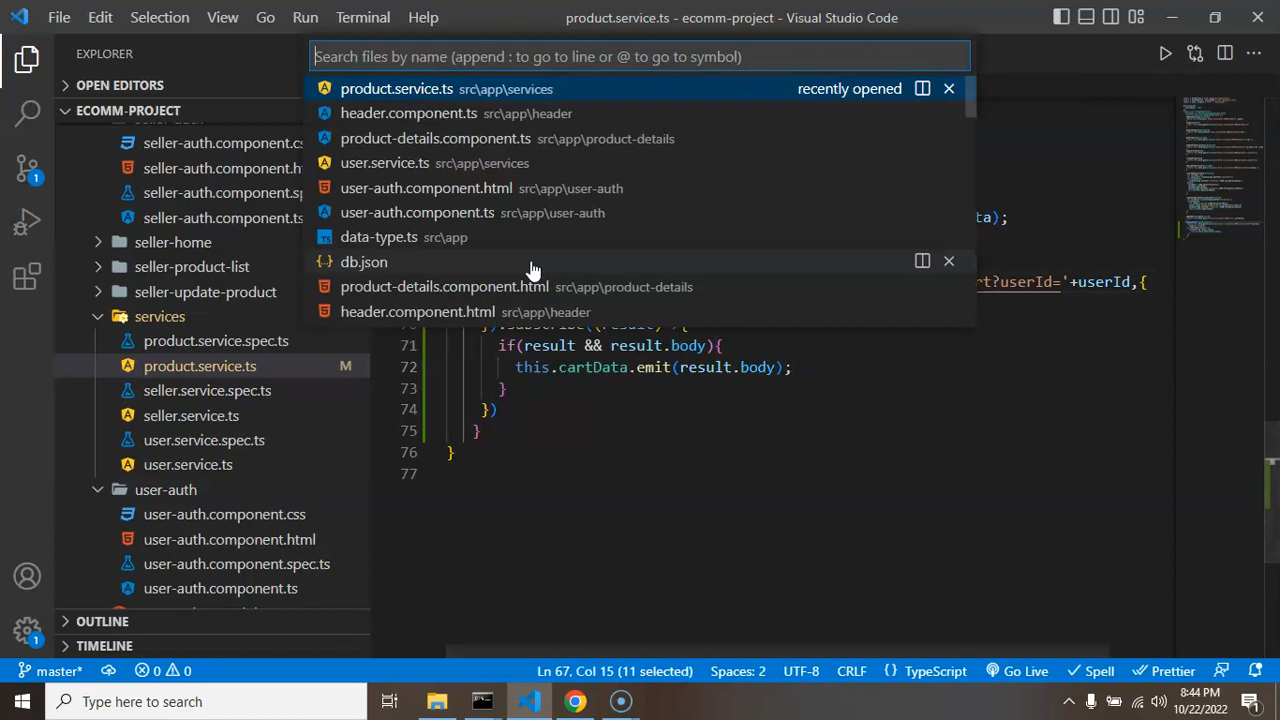 File Edit Selection View Go Run Terminal Help product.service.ts - ecomm-project - Visual Studio Code
EXPLORER
Search files by name (append : to go to line or @ to go to symbol)
OPEN EDITORS
product.service.ts src\app\services recently opened
ECOMM-PROJECT
header.component.ts src\app\header
seller-auth.component.cs
product-details.component.ts src\app\product-details
seller-auth.component.h
user.service.ts src\app\services
seller-auth.component.sp
user-auth.component.html src\app\user-auth
seller-auth.component.ts
user-auth.component.ts src\app\user-auth
ta);
seller-home
data-type.ts src\app
seller-product-list
db.json
rt?userId='+userId,{
seller-update-product
product-details.component.html src\app\product-details
services
header.component.html src\app\header
product.service.spec.ts
71 if(result && result.body){
product.service.ts M
72 this.cartData.emit(result.body);
seller.service.spec.ts
73 }
seller.service.ts
74 })
user.service.spec.ts
75 }
76 }
user.service.ts
77
user-auth
user-auth.component.css
user-auth.component.html
user-auth.component.spec.ts
user-auth.component.ts
OUTLINE
TIMELINE
1
1
master* 0 0 Ln 67, Col 15 (11 selected) Spaces: 2 UTF-8 CRLF { } TypeScript Go Live Spell Prettier
Type here to search
8:44 PM
10/22/2022
1